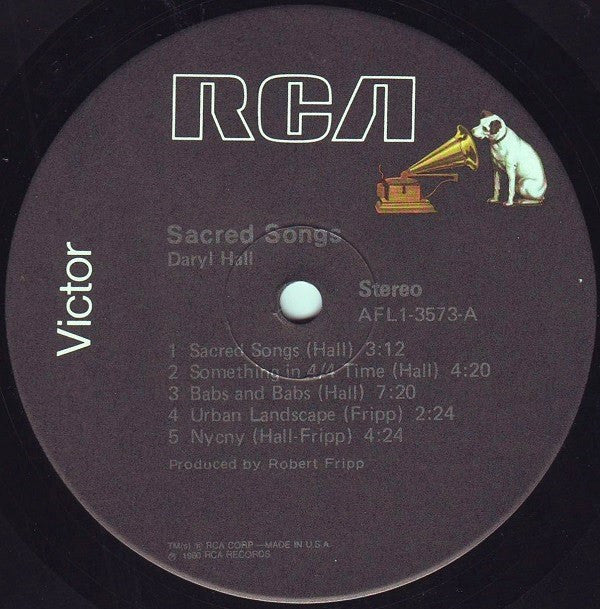 RCA
Victor
Sacred Songs
Daryl Hall
Stereo
AFL1-3573-A
1 Sacred Songs (Hall) 3:12
2 Something in 4/4 Time (Hall) 4:20
3 Babs and Babs (Hall) 7:20
4 Urban Landscape (Fripp) 2:24
5 Nycny (Hall-Fripp) 4:24
Produced by Robert Fripp
TM(s) ® RCA CORP—MADE IN U.S.A.
℗ 1980 RCA RECORDS